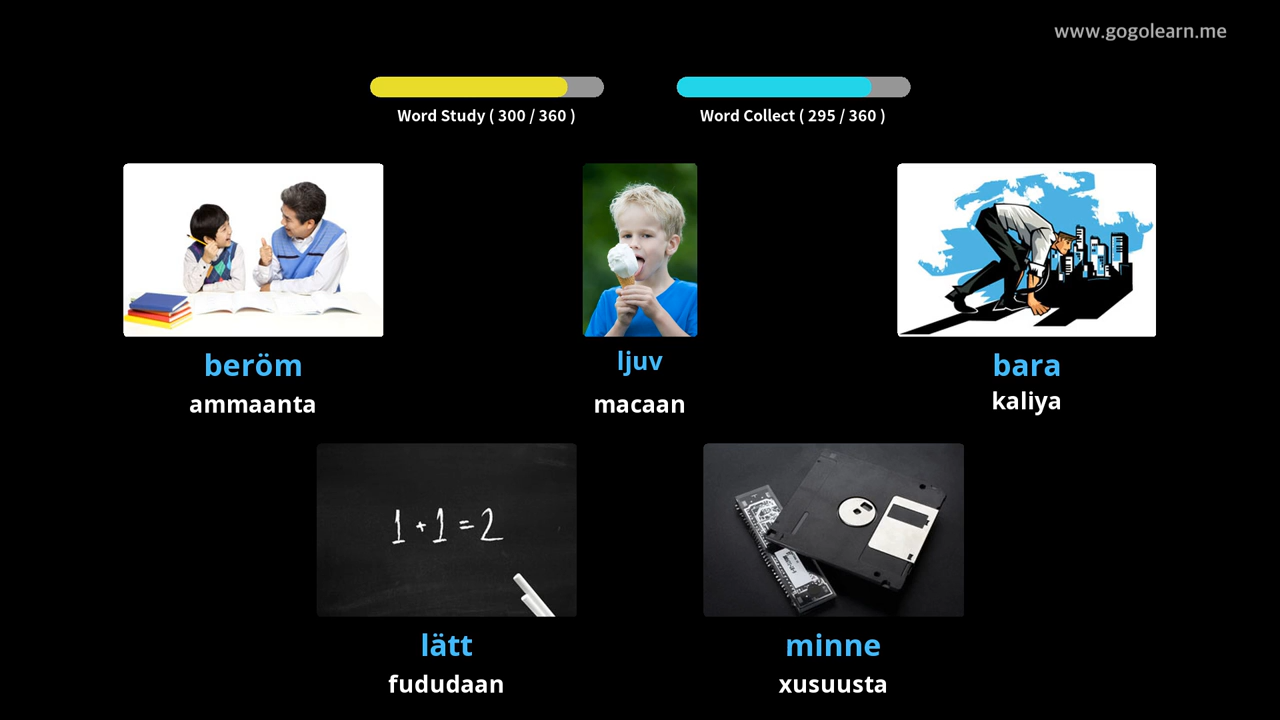 www.gogolearn.me
Word Study ( 300 / 360 )
Word Collect ( 295 / 360 )
beröm
ammaanta
ljuv
macaan
bara
kaliya
1 + 1 = 2
lätt
fududaan
minne
xusuusta